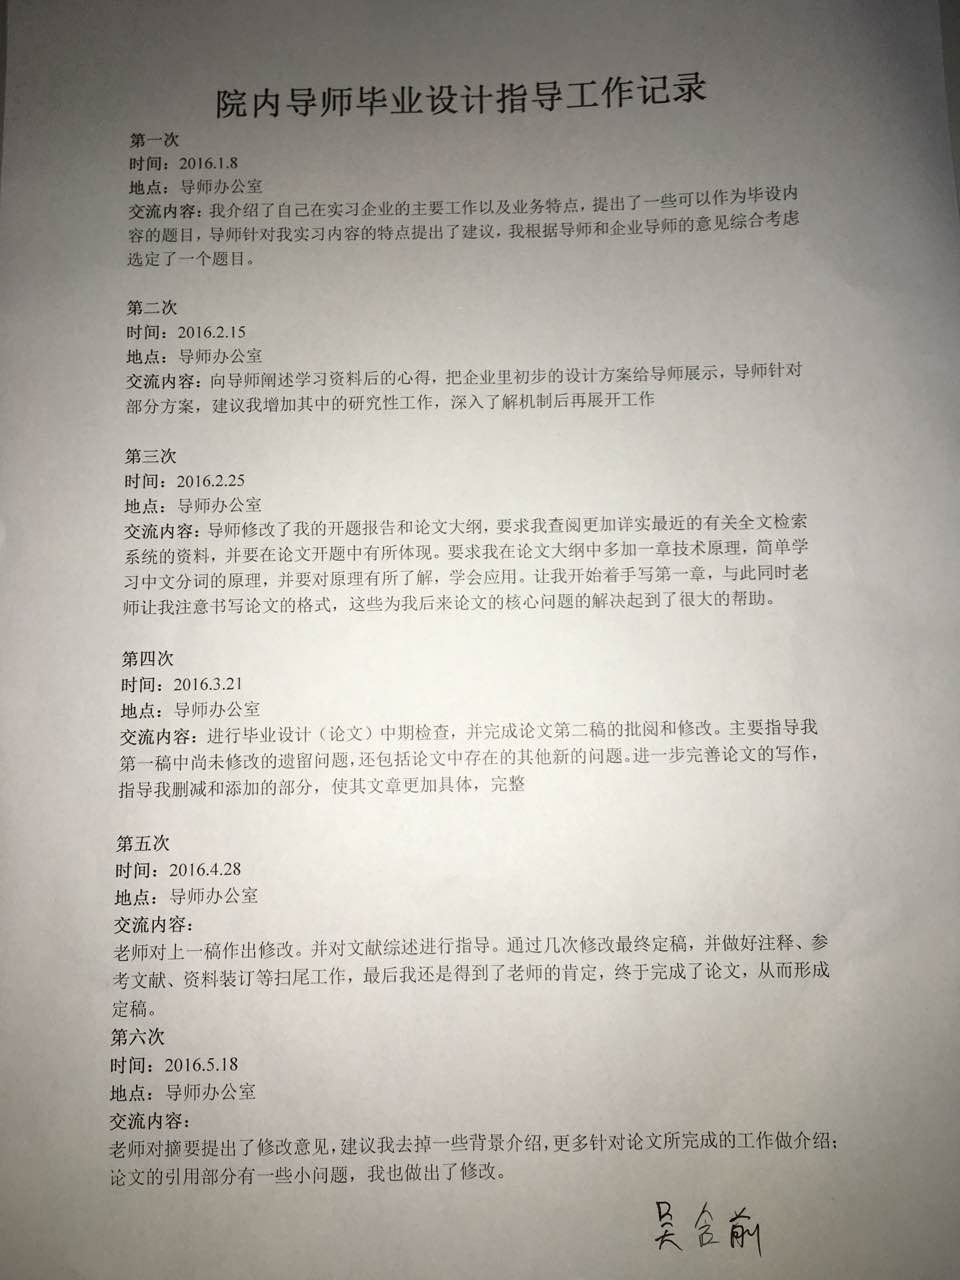 院内导师毕业设计指导工作记录
第一次
时间：2016.1.8
地点：导师办公室
交流内容：我介绍了自己在实习企业的主要工作以及业务特点，提出了一些可以作为毕设内
容的题目，导师针对我实习内容的特点提出了建议，我根据导师和企业导师的意见综合考虑
选定了一个题目。
第二次
时间：2016.2.15
地点：导师办公室
交流内容：向导师阐述学习资料后的心得，把企业里初步的设计方案给导师展示，导师针对
部分方案，建议我增加其中的研究性工作，深入了解机制后再展开工作
第三次
时间：2016.2.25
地点：导师办公室
交流内容：导师修改了我的开题报告和论文大纲，要求我查阅更加详实最近的有关全文检索
系统的资料，并要在论文开题中有所体现。要求我在论文大纲中多加一章技术原理，简单学
习中文分词的原理，并要对原理有所了解，学会应用。让我开始着手写第一章，与此同时老
师让我注意书写论文的格式，这些为我后来论文的核心问题的解决起到了很大的帮助。
第四次
时间：2016.3.21
地点：导师办公室
交流内容：进行毕业设计（论文）中期检查，并完成论文第二稿的批阅和修改。主要指导我
第一稿中尚未修改的遗留问题，还包括论文中存在的其他新的问题。进一步完善论文的写作，
指导我删减和添加的部分，使其文章更加具体，完整
第五次
时间：2016.4.28
地点：导师办公室
交流内容：
老师对上一稿作出修改。并对文献综述进行指导。通过几次修改最终定稿，并做好注释、参
考文献、资料装订等扫尾工作，最后我还是得到了老师的肯定，终于完成了论文，从而形成
定稿。
第六次
时间：2016.5.18
地点：导师办公室
交流内容：
老师对摘要提出了修改意见，建议我去掉一些背景介绍，更多针对论文所完成的工作做介绍；
论文的引用部分有一些小问题，我也做出了修改。
吴含前